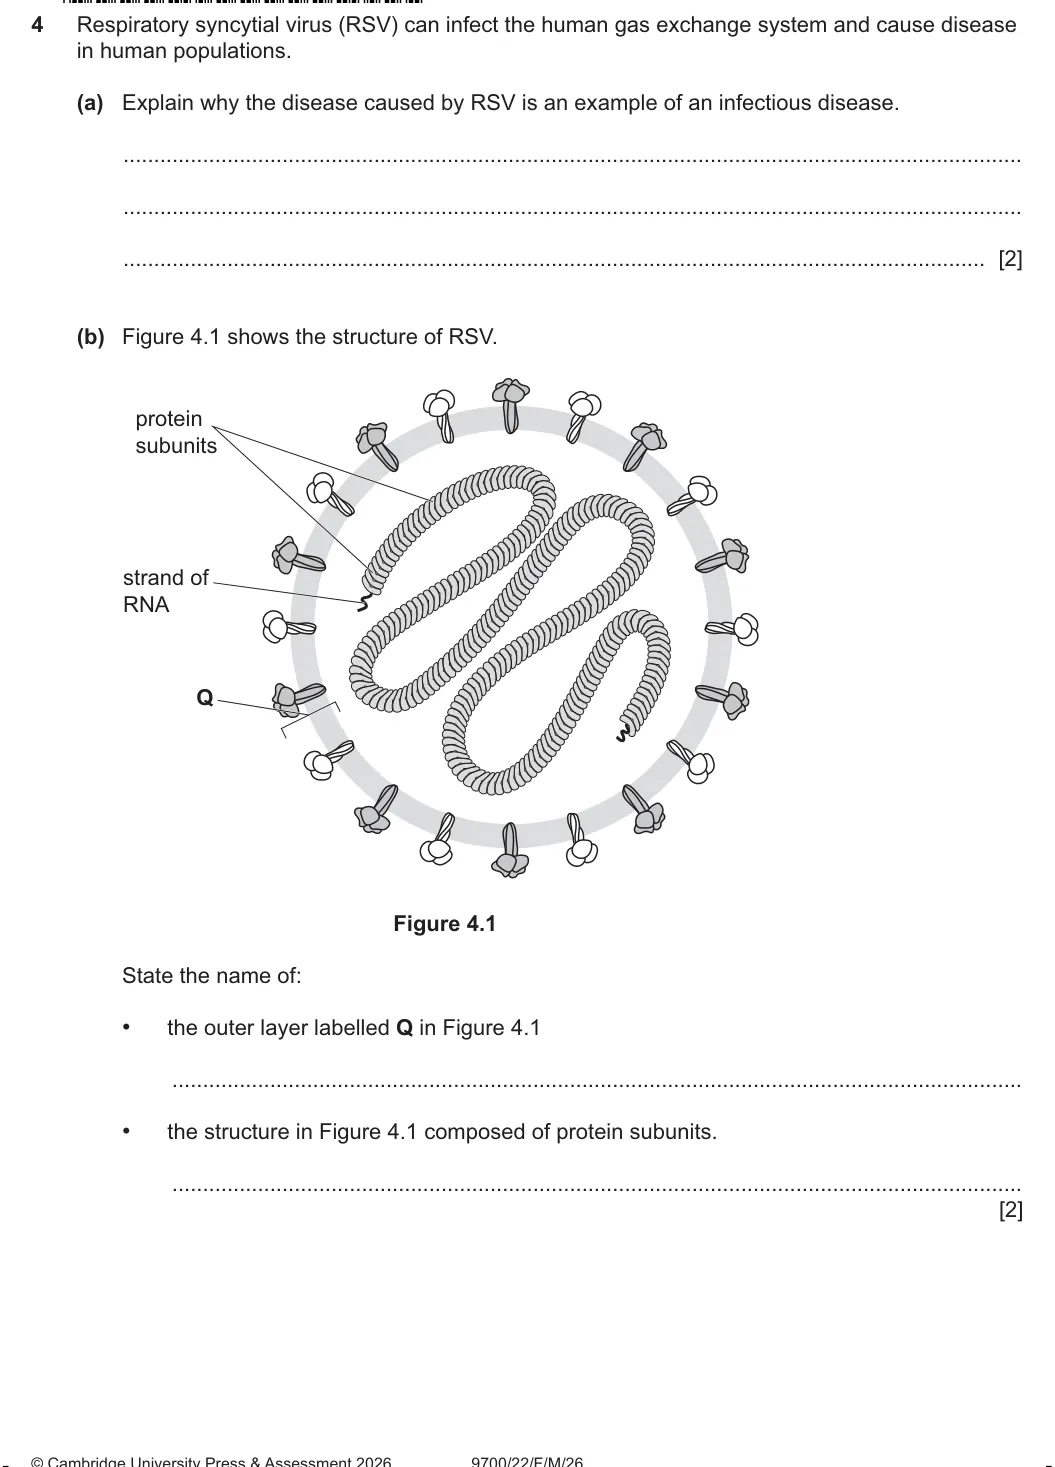 4 Respiratory syncytial virus (RSV) can infect the human gas exchange system and cause disease
in human populations.
(a) Explain why the disease caused by RSV is an example of an infectious disease.
..........................................................................................................................................................
..........................................................................................................................................................
.................................................................................................................................................... [2]
(b) Figure 4.1 shows the structure of RSV.
protein
subunits
strand of
RNA
Q
Figure 4.1
State the name of:
• the outer layer labelled Q in Figure 4.1
..................................................................................................................................................
• the structure in Figure 4.1 composed of protein subunits.
..................................................................................................................................................
[2]
© Cambridge University Press & Assessment 2026
9700/22/F/M/26